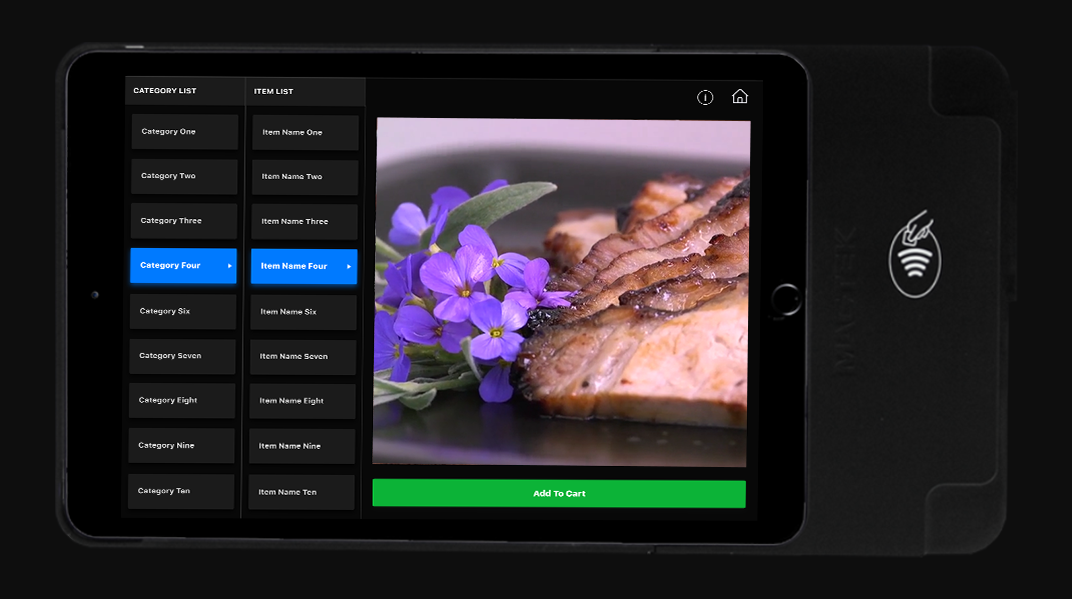 CATEGORY LIST
ITEM LIST
Category One
Item Name One
Category Two
Item Name Two
Category Three
Item Name Three
Category Four
Item Name Four
Category Six
Item Name Six
Category Seven
Item Name Seven
Category Eight
Item Name Eight
Category Nine
Item Name Nine
Category Ten
Item Name Ten
Add To Cart